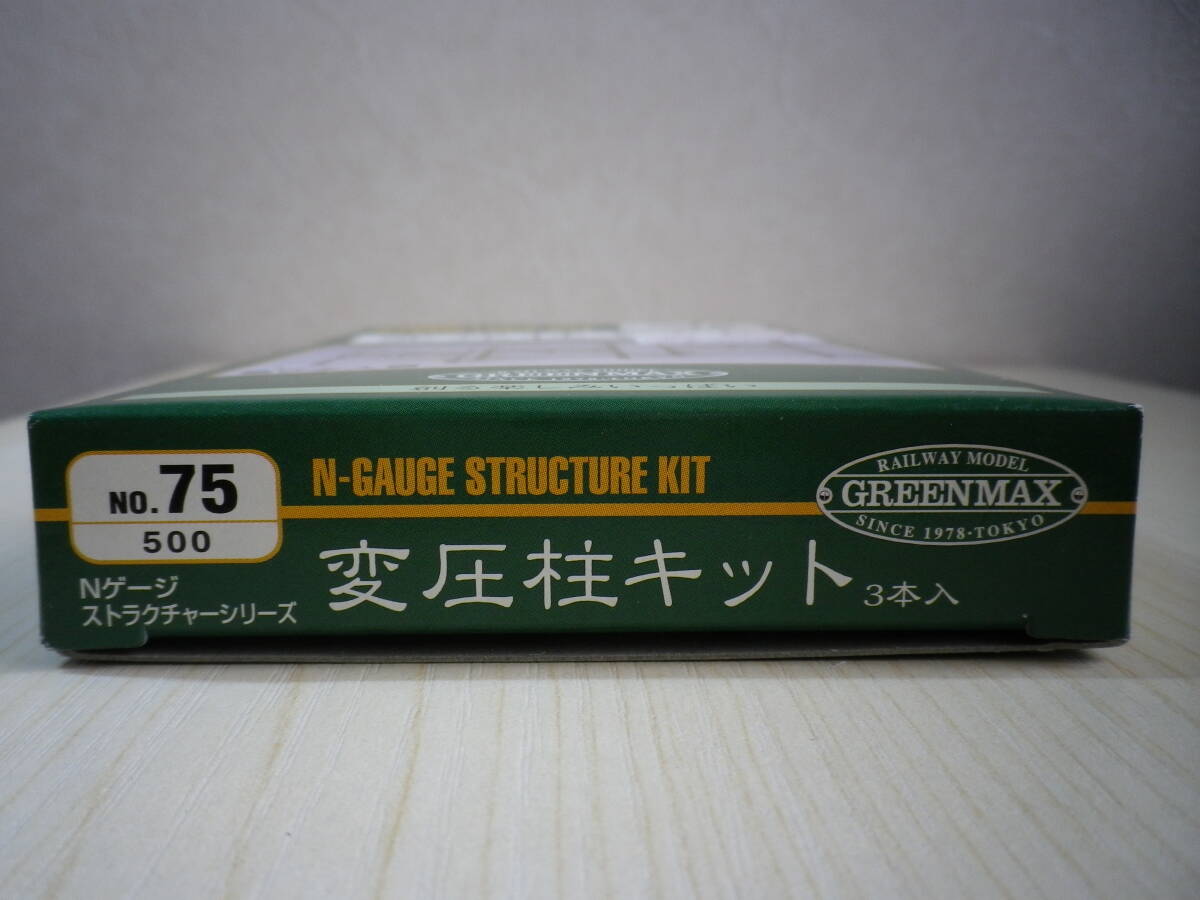 NO.75
500
Nゲージ
ストラクチャーシリーズ
N-GAUGE STRUCTURE KIT
変圧柱キット 3本入
RAILWAY MODEL
GREENMAX
SINCE 1978・TOKYO